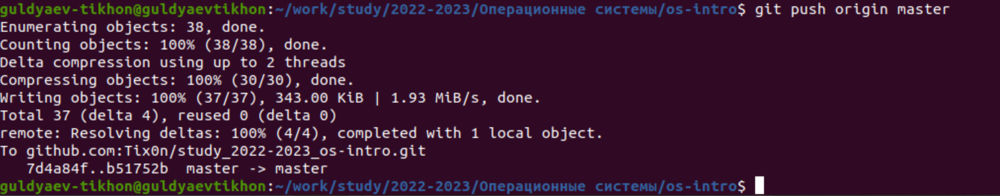 guldyaev-tikhon@guldyaevtikhon:~/work/study/2022-2023/Операционные системы/os-intro$ git push origin master
Enumerating objects: 38, done.
Counting objects: 100% (38/38), done.
Delta compression using up to 2 threads
Compressing objects: 100% (30/30), done.
Writing objects: 100% (37/37), 343.00 KiB | 1.93 MiB/s, done.
Total 37 (delta 4), reused 0 (delta 0)
remote: Resolving deltas: 100% (4/4), completed with 1 local object.
To github.com:Tix0n/study_2022-2023_os-intro.git
   7d4a84f..b51752b  master -> master
guldyaev-tikhon@guldyaevtikhon:~/work/study/2022-2023/Операционные системы/os-intro$